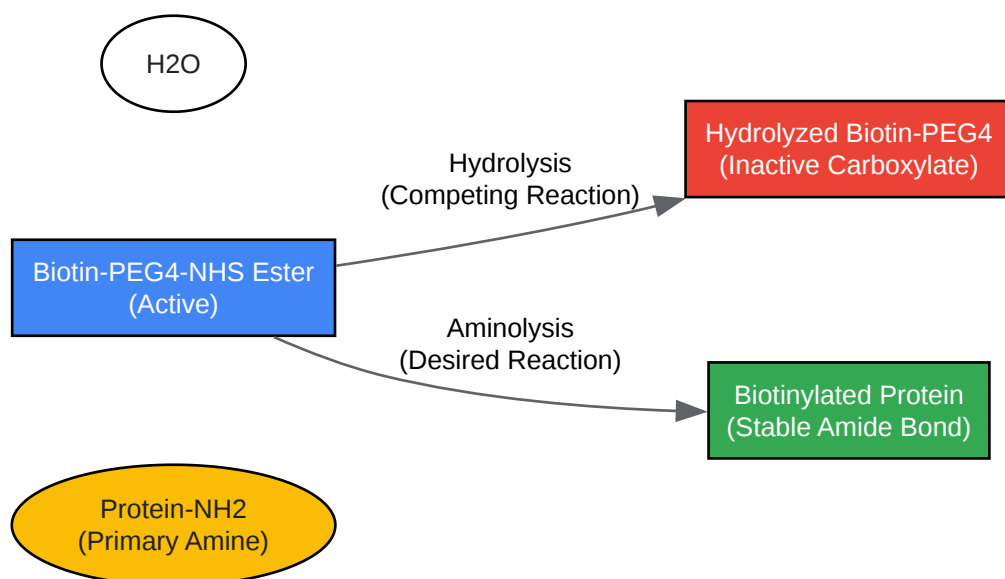 H2O
Hydrolyzed Biotin-PEG4
(Inactive Carboxylate)
Hydrolysis
(Competing Reaction)
Biotin-PEG4-NHS Ester
(Active)
Aminolysis
(Desired Reaction)
Biotinylated Protein
(Stable Amide Bond)
Protein-NH2
(Primary Amine)